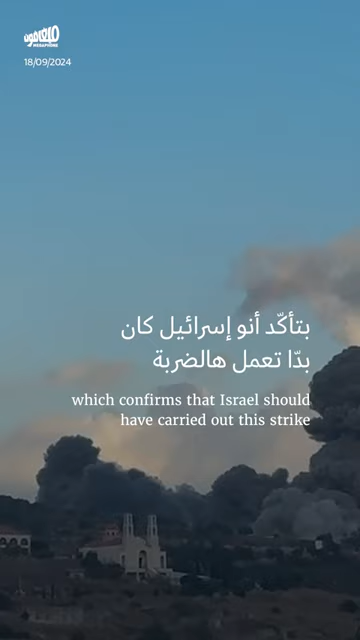 ميغافون
MEGAPHONE
18/09/2024
بتأكّد أنو إسرائيل كان
بدّا تعمل هالضربة
which confirms that Israel should
have carried out this strike